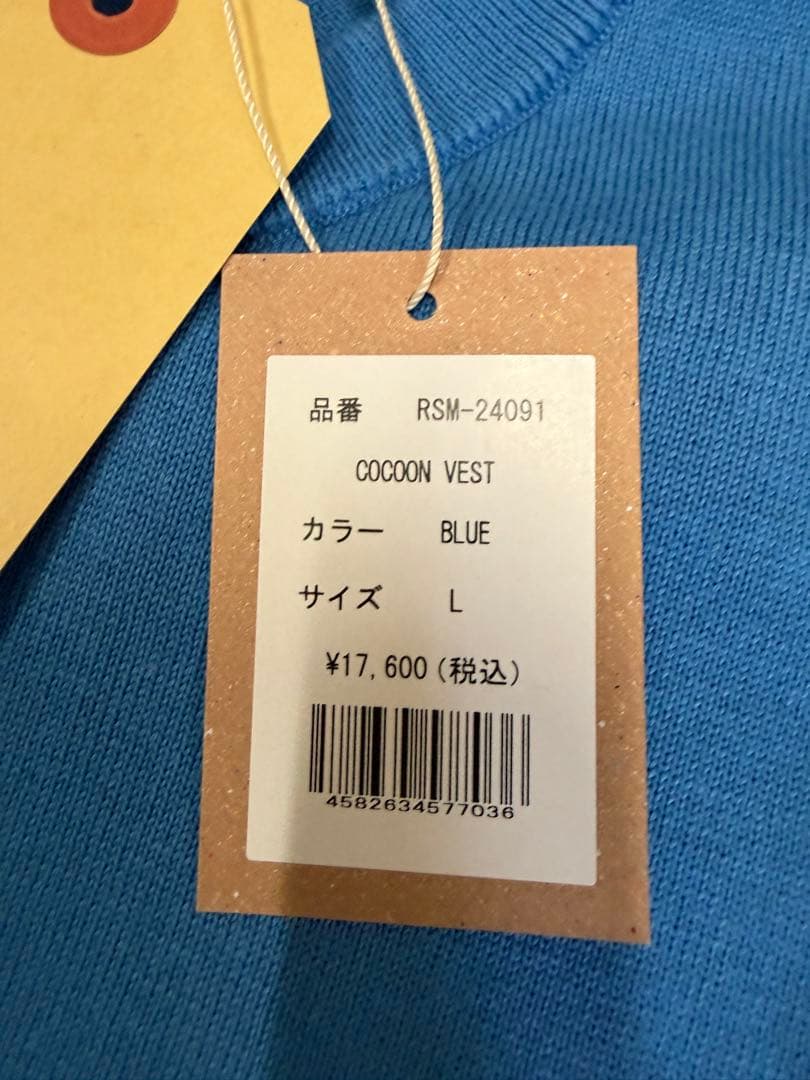 品番 RSM-24091
COCOON VEST
カラー BLUE
サイズ L
¥17,600(税込)
4582634577036